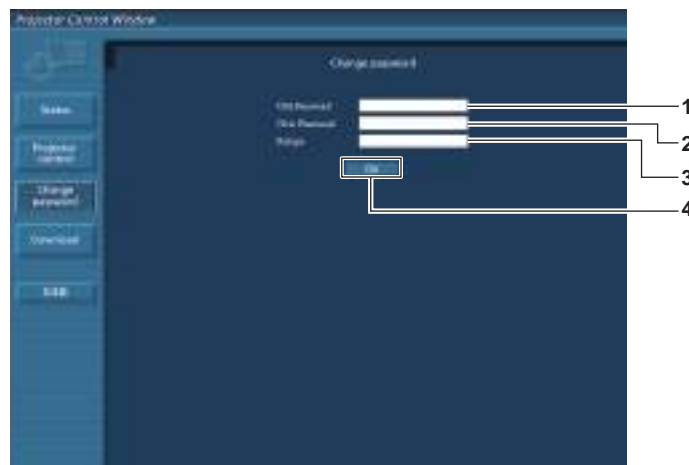 Projector Control Window
Change password
1
Old Password
Status
2
New Password
Retype
Projector
control
3
OK
Change
password
4
Download